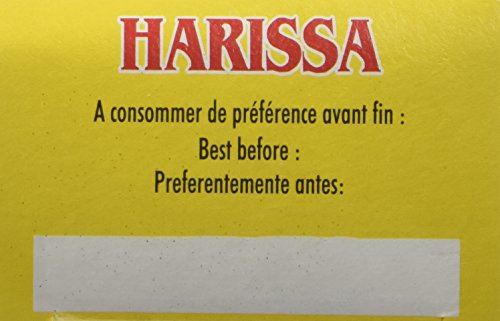 HARISSA
A consommer de préférence avant fin :
Best before :
Preferentemente antes: